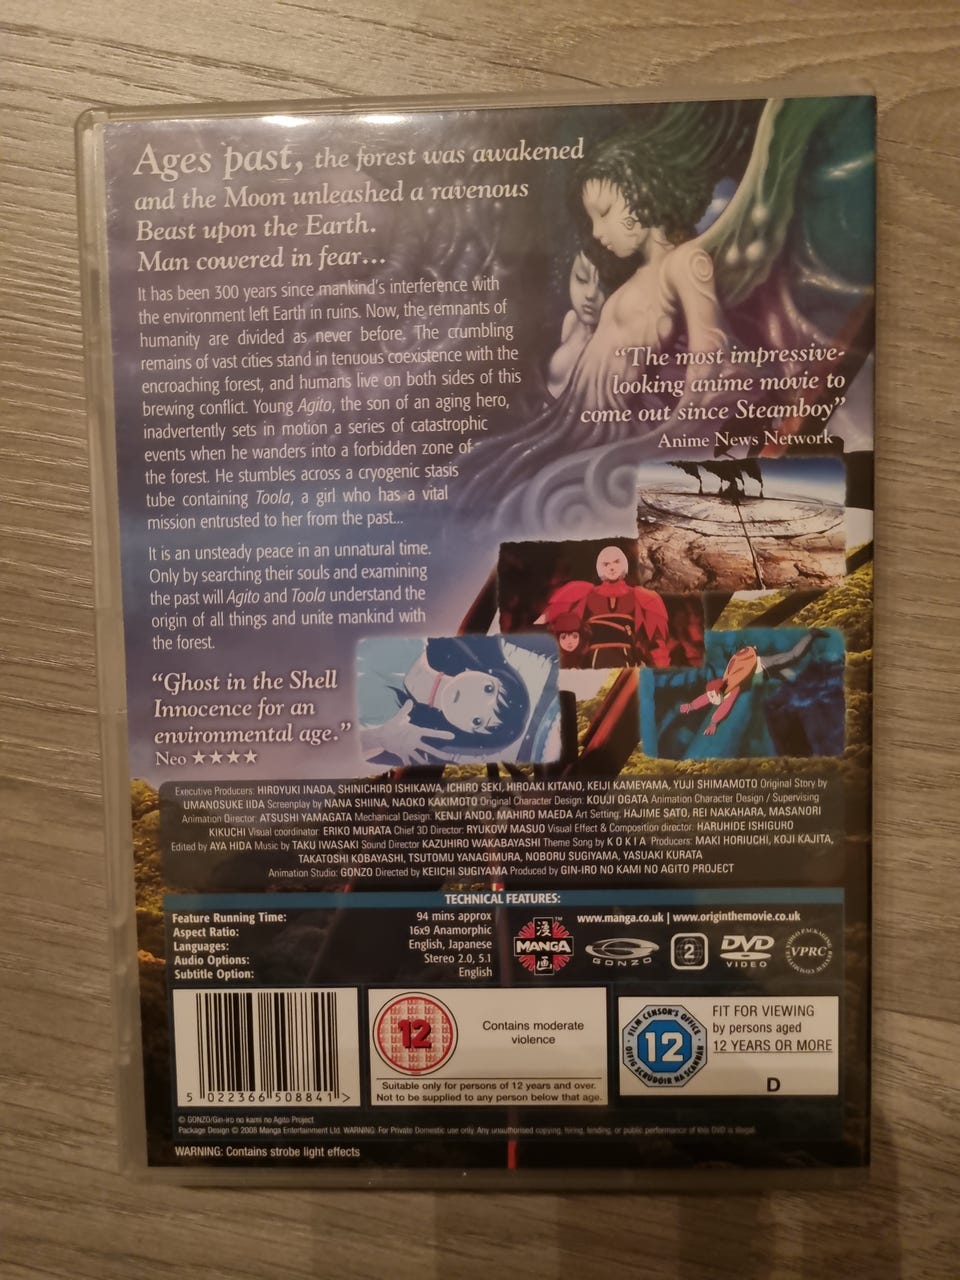 Ages past, the forest was awakened
and the Moon unleashed a ravenous
Beast upon the Earth.
Man cowered in fear...
It has been 300 years since mankind's interference with
the environment left Earth in ruins. Now, the remnants of
humanity are divided as never before. The crumbling
remains of vast cities stand in tenuous coexistence with the
encroaching forest, and humans live on both sides of this
brewing conflict. Young Agito, the son of an aging hero,
inadvertently sets in motion a series of catastrophic
events when he wanders into a forbidden zone of
the forest. He stumbles across a cryogenic stasis
tube containing Toola, a girl who has a vital
mission entrusted to her from the past...
It is an unsteady peace in an unnatural time.
Only by searching their souls and examining
the past will Agito and Toola understand the
origin of all things and unite mankind with
the forest.
"The most impressive-
looking anime movie to
come out since Steamboy"
Anime News Network
"Ghost in the Shell
Innocence for an
environmental age."
Neo ★★★★
Executive Producers: HIROYUKI INADA, SHINICHIRO ISHIKAWA, ICHIRO SEKI, HIROAKI KITANO, KEIJI KAMEYAMA, YUJI SHIMAMOTO Original Story by
UMANOSUKE IIDA Screenplay by NANA SHIINA, NAOKO KAKIMOTO Original Character Design: KOUJI OGATA Animation Character Design / Supervising
Animation Director: ATSUSHI YAMAGATA Mechanical Design: KENJI ANDO, MAHIRO MAEDA Art Setting: HAJIME SATO, REI NAKAHARA, MASANORI
KIKUCHI Visual coordinator: ERIKO MURATA Chief 3D Director: RYUKOW MASUO Visual Effect & Composition director: HARUHIDE ISHIGUHO
Edited by AYA HIDA Music by TAKU IWASAKI Sound Director KAZUHIRO WAKABAYASHI Theme Song by K O K I A Producers: MAKI HORIUCHI, KOJI KAJITA,
TAKATOSHI KOBAYASHI, TSUTOMU YANAGIMURA, NOBORU SUGIYAMA, YASUAKI KURATA
Animation Studio: GONZO Directed by KEIICHI SUGIYAMA Produced by GIN-IRO NO KAMI NO AGITO PROJECT
TECHNICAL FEATURES:
Feature Running Time: 94 mins approx
Aspect Ratio: 16x9 Anamorphic
Languages: English, Japanese
Audio Options: Stereo 2.0, 5.1
Subtitle Option: English
www.manga.co.uk | www.originthemovie.co.uk
漫
MANGA
画
TM
GONZO
2
DVD
VIDEO
VIDEO PACKAGING REVIEW COMMITTEE
VPRC
5 022366 508841 >
12
Contains moderate
violence
Suitable only for persons of 12 years and over.
Not to be supplied to any person below that age.
FILM CENSOR'S OFFICE
12
OIFIG SCRÚDÓIR NA SCANNÁN
FIT FOR VIEWING
by persons aged
12 YEARS OR MORE
D
© GONZO/Gin-iro no kami no Agito Project
Package Design © 2008 Manga Entertainment Ltd. WARNING: For Private Domestic use only. Any unauthorised copying, hiring, lending, or public performance of this DVD is illegal.
WARNING: Contains strobe light effects